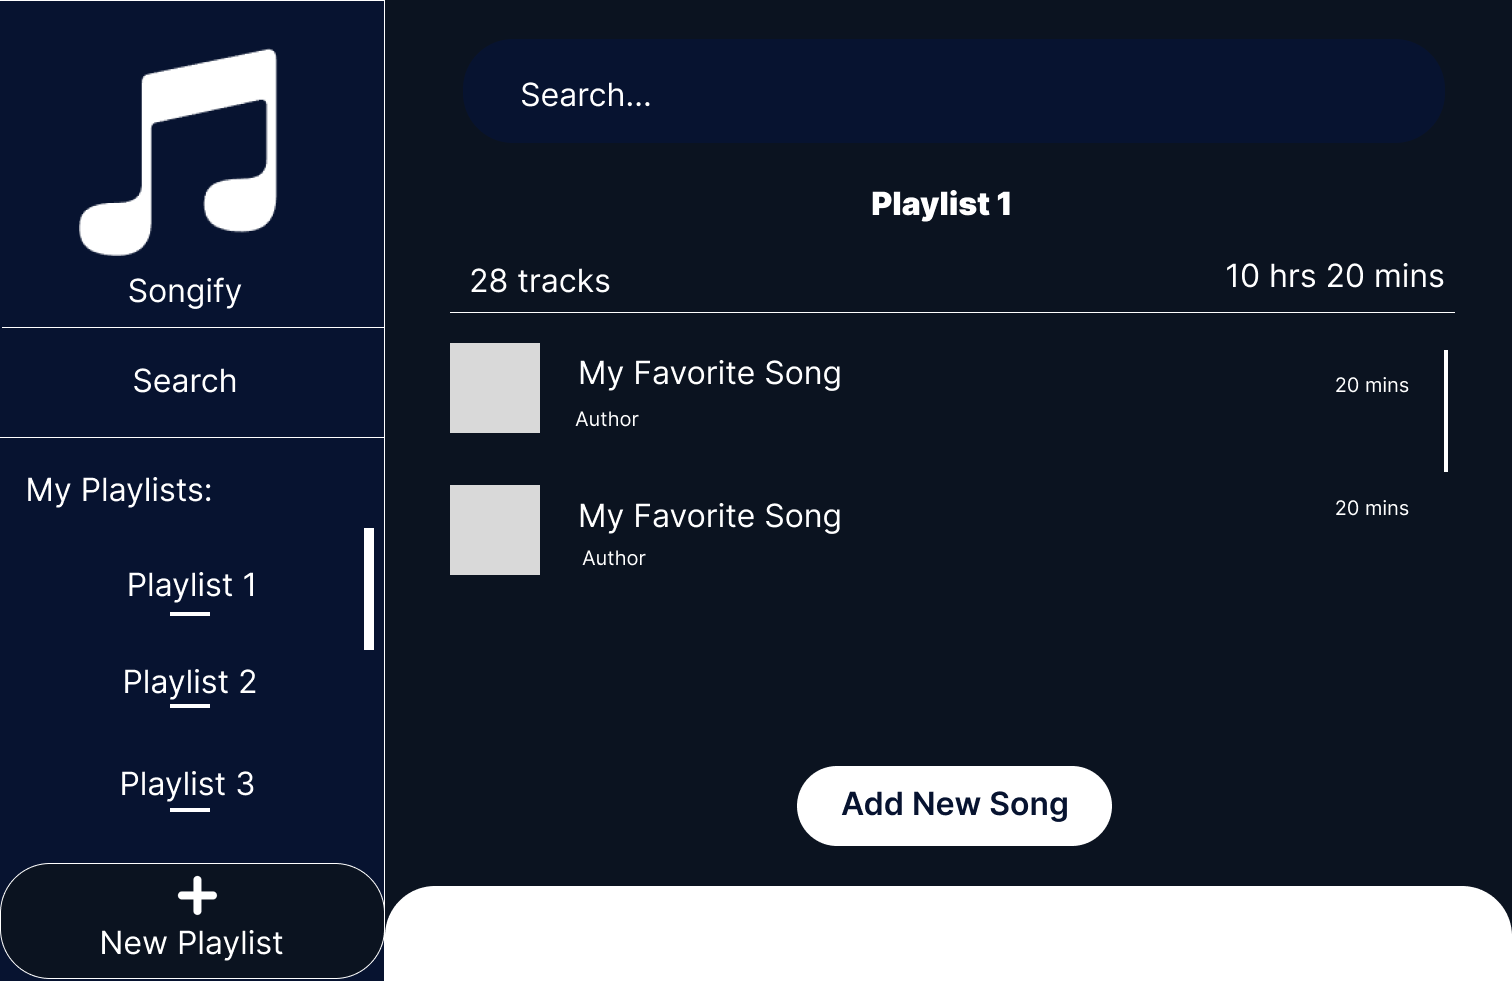 Songify
Search
My Playlists:
Playlist 1
Playlist 2
Playlist 3
New Playlist
Search...
Playlist 1
28 tracks
10 hrs 20 mins
My Favorite Song
20 mins
Author
My Favorite Song
20 mins
Author
Add New Song